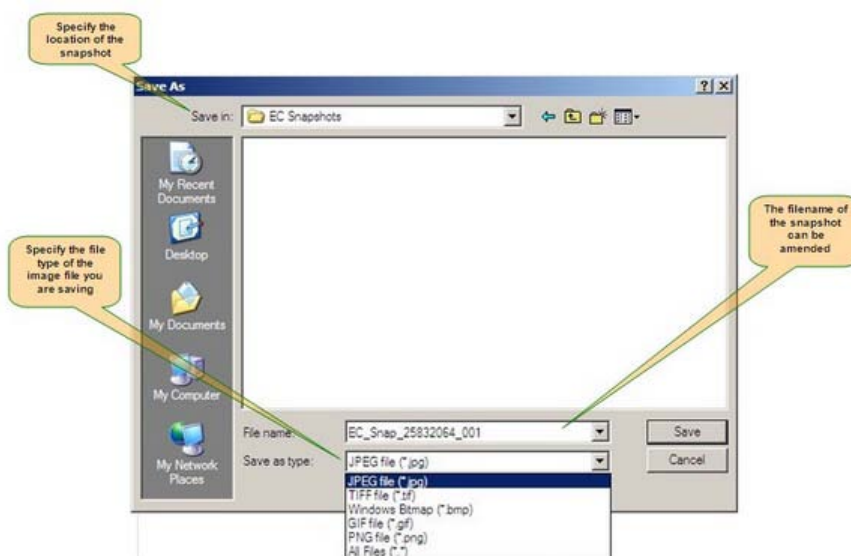 Specify the
location of the
snapshot
Save As
Save in:
EC Snapshots
My Recent
Documents
Desktop
My Documents
My Computer
My Network
Places
Specify the file
type of the
image file you
are saving
The filename of
the snapshot
can be
amended
File name:
EC_Snap_25832064_001
Save
Save as type:
JPEG file (*.jpg)
Cancel
JPEG file (*.jpg)
TIFF file (*.tif)
Windows Bitmap (*.bmp)
GIF file (*.gif)
PNG file (*.png)
All Files (*.*)